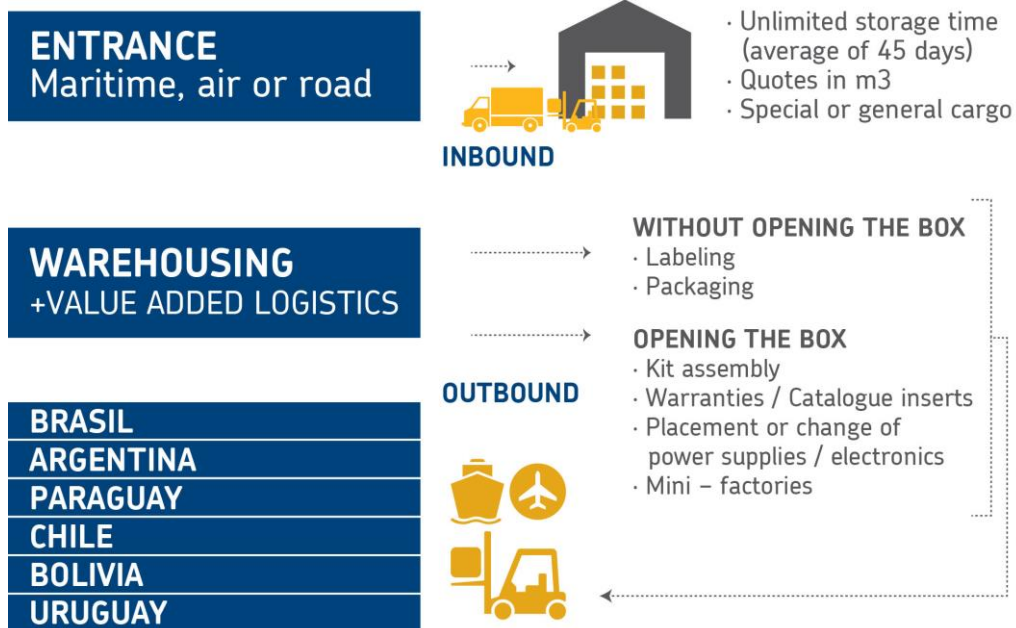 ENTRANCE
Maritime, air or road
INBOUND
· Unlimited storage time
(average of 45 days)
· Quotes in m3
· Special or general cargo
WAREHOUSING
+VALUE ADDED LOGISTICS
WITHOUT OPENING THE BOX
· Labeling
· Packaging
OPENING THE BOX
· Kit assembly
· Warranties / Catalogue inserts
· Placement or change of
power supplies / electronics
· Mini – factories
OUTBOUND
BRASIL
ARGENTINA
PARAGUAY
CHILE
BOLIVIA
URUGUAY